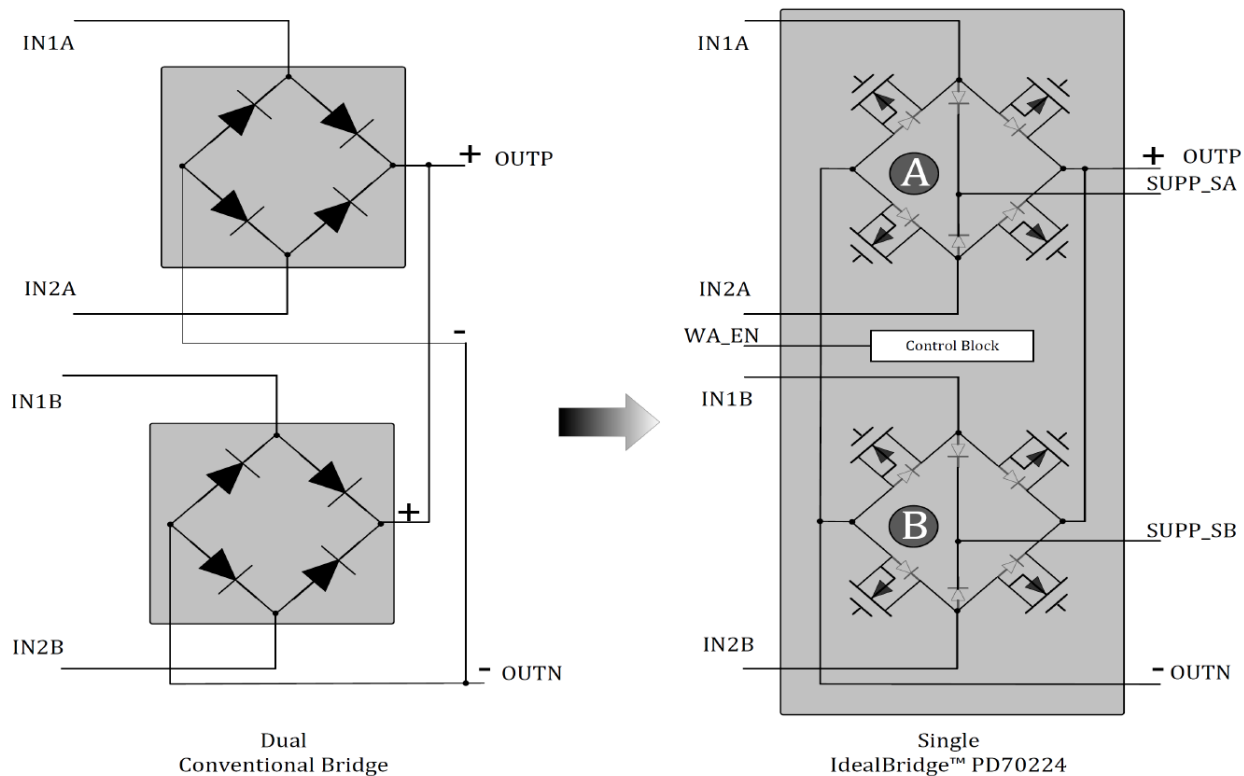 IN1A
+ OUTP
IN2A
-
IN1B
+
IN2B
- OUTN
Dual
Conventional Bridge
IN1A
A
+ OUTP
SUPP_SA
IN2A
WA_EN
Control Block
IN1B
B
SUPP_SB
IN2B
- OUTN
Single
IdealBridge™ PD70224